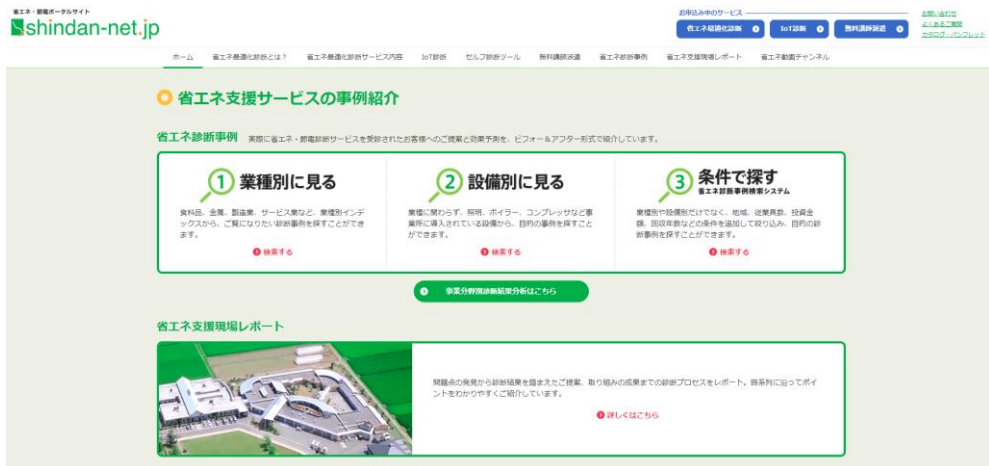 省エネ・節電ポータルサイト
shindan-net.jp
お申込み中のサービス
省エネ最適化診断
IoT診断
無料講師派遣
お問い合わせ
よくあるご質問
カタログ・パンフレット
ホーム
省エネ最適化診断とは?
省エネ最適化診断サービス内容
IoT診断
セルフ診断ツール
無料講師派遣
省エネ診断事例
省エネ支援現場レポート
省エネ動画チャンネル
省エネ支援サービスの事例紹介
省エネ診断事例 実際に省エネ・節電診断サービスを受診されたお客様へのご提案と効果予測を、ビフォー&アフター形式で紹介しています。
1 業種別に見る
食料品、金属、製造業、サービス業など、業種別インデ
ックスから、ご覧になりたい診断事例を探すことができ
ます。
検索する
2 設備別に見る
業種に関わらず、照明、ボイラー、コンプレッサなど事
業所に導入されている設備から、目的の事例を探すこと
ができます。
検索する
3 条件で探す
省エネ診断事例検索システム
業種別や設備別だけでなく、地域、従業員数、投資金
額、回収年数などの条件を追加して絞り込み、目的の診
断事例を探すことができます。
検索する
事業分野別診断結果分析はこちら
省エネ支援現場レポート
問題点の発見から診断結果を踏まえたご提案、取り組みの成果までの診断プロセスをレポート。時系列に沿ってポイ
ントをわかりやすくご紹介しています。
詳しくはこちら